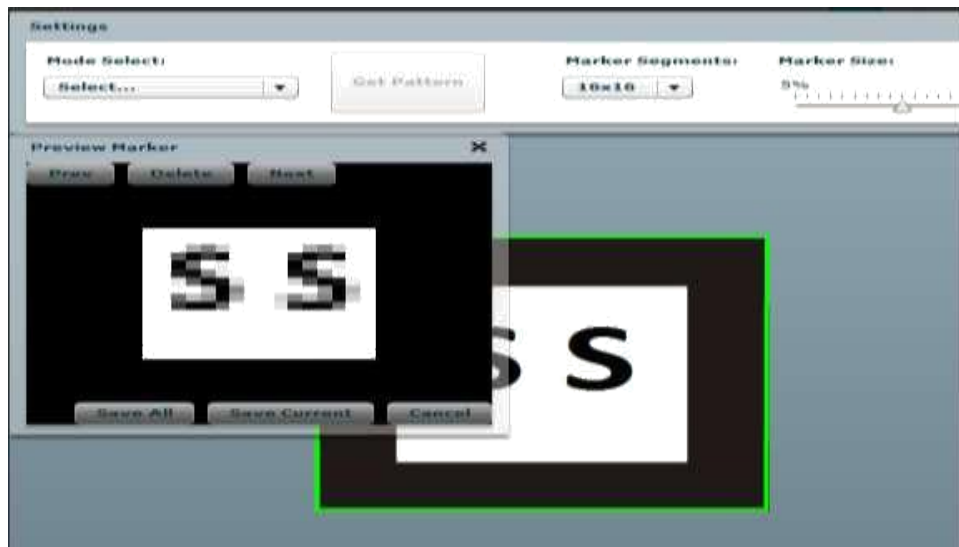 Settings
Mode Select: Marker Segments: Marker Size:
Select... Get Pattern 16x16 5%
Preview Marker
Prev Delete Next
S S
S S
Save All Save Current Cancel